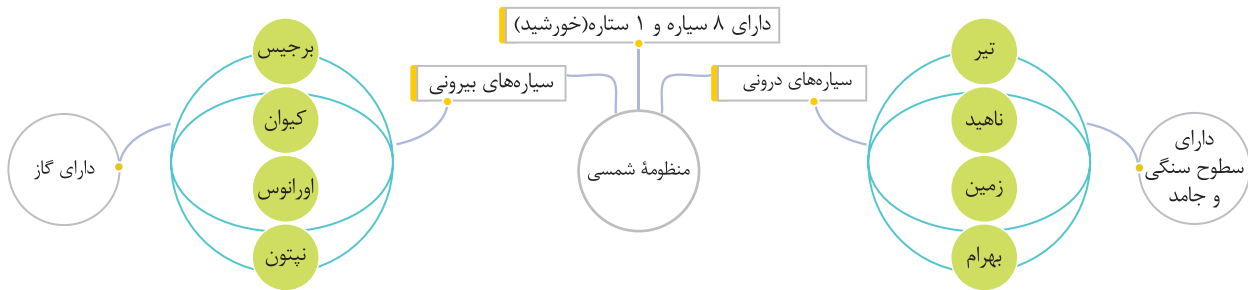 دارای ۸ سیاره و ۱ ستاره(خورشید)
منظومهٔ شمسی
سیاره‌های درونی
تیر
ناهید
زمین
بهرام
دارای
سطوح سنگی
و جامد
سیاره‌های بیرونی
برجیس
کیوان
اورانوس
نپتون
دارای گاز